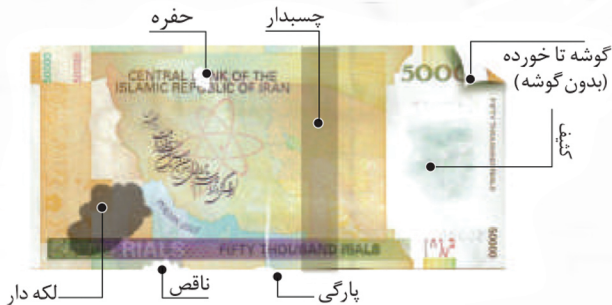 حفره
چسبدار
گوشه تا خورده
(بدون گوشه)
کثیف
CENTRAL BANK OF THE
ISLAMIC REPUBLIC OF IRAN
5000
FIFTY THOUSAND RIALS
50000
RIALS
FIFTY THOUSAND RIALS
لکه دار
ناقص
پارگی